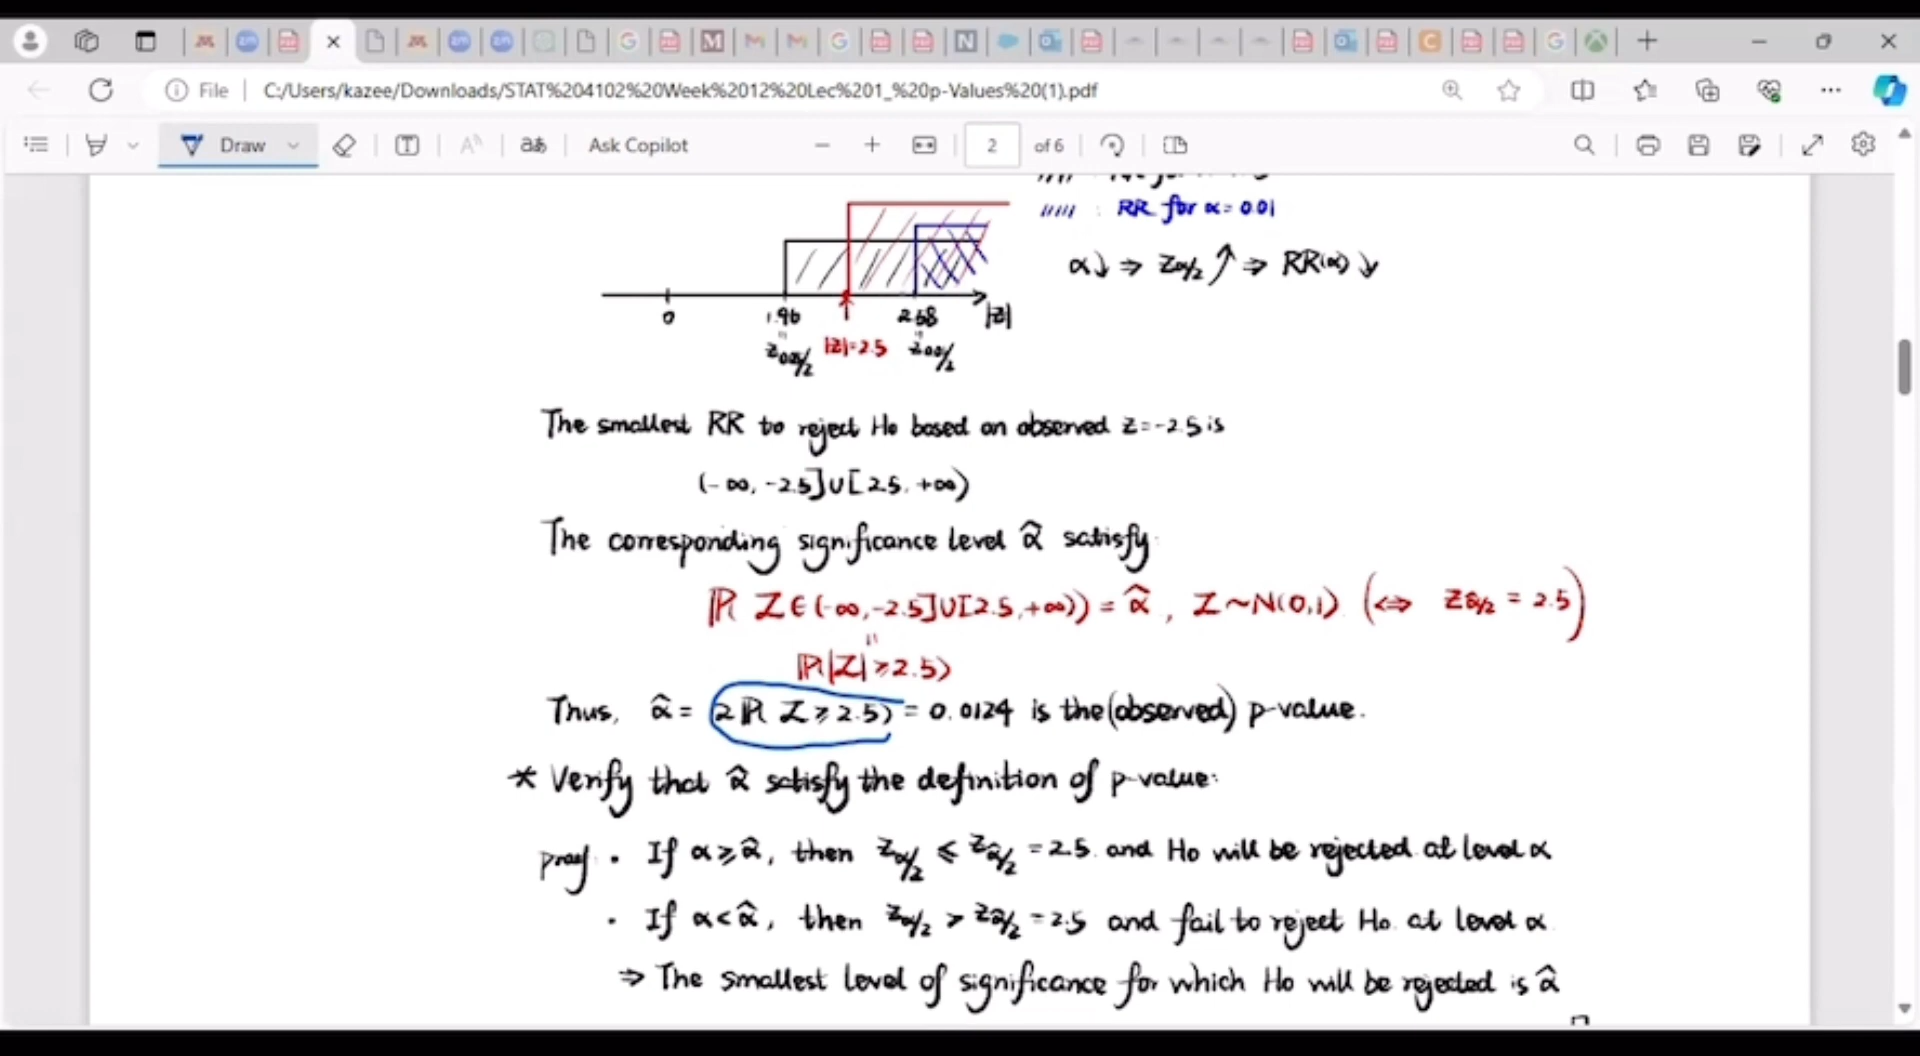 File | C:/Users/kazee/Downloads/STAT%204102%20Week%2012%20Lec%201_%20p-Values%20(1).pdf
Draw aあ Ask Copilot 2 of 6
RR for α = 0.01
α↓ ⇒ Zα/2 ↑ ⇒ RR(α) ↓
0 1.96 2.58 |Z|
|Z|=2.5
The smallest RR to reject Ho based on observed Z=-2.5 is
(-∞, -2.5]∪[2.5, +∞)
The corresponding significance level α̂ satisfy
ℙ Z∈(-∞,-2.5]∪[2.5,+∞)) = α̂ , Z~N(0,1) (⇔ Zα̂/2 = 2.5)
"
ℙ(|Z|≥2.5)
Thus, α̂ = 2ℙ Z≥2.5) = 0.0124 is the (observed) p-value.
* Verify that α̂ satisfy the definition of p-value:
proof · If α≥α̂, then Zα/2 ≤ Zα̂/2 = 2.5 and Ho will be rejected at level α
· If α<α̂, then Zα/2 > Zα̂/2 = 2.5 and fail to reject Ho at level α
⇒ The smallest level of significance for which Ho will be rejected is α̂